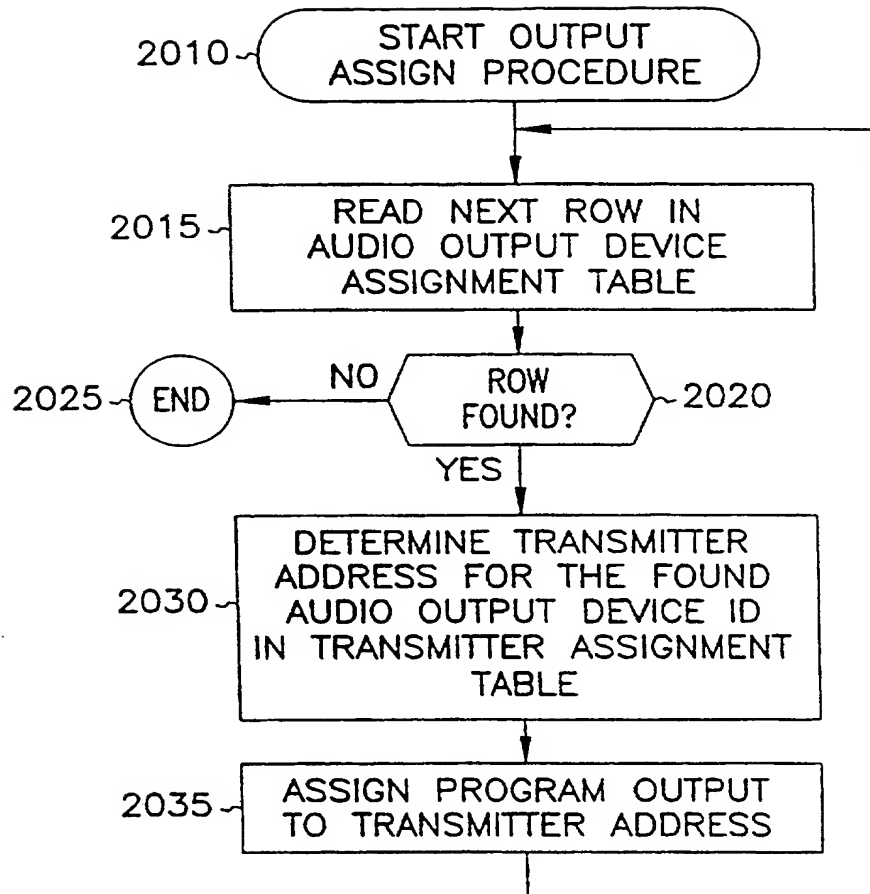 2010
START OUTPUT
ASSIGN PROCEDURE
2015
READ NEXT ROW IN
AUDIO OUTPUT DEVICE
ASSIGNMENT TABLE
2025
END
NO
ROW
FOUND?
2020
YES
2030
DETERMINE TRANSMITTER
ADDRESS FOR THE FOUND
AUDIO OUTPUT DEVICE ID
IN TRANSMITTER ASSIGNMENT
TABLE
2035
ASSIGN PROGRAM OUTPUT
TO TRANSMITTER ADDRESS